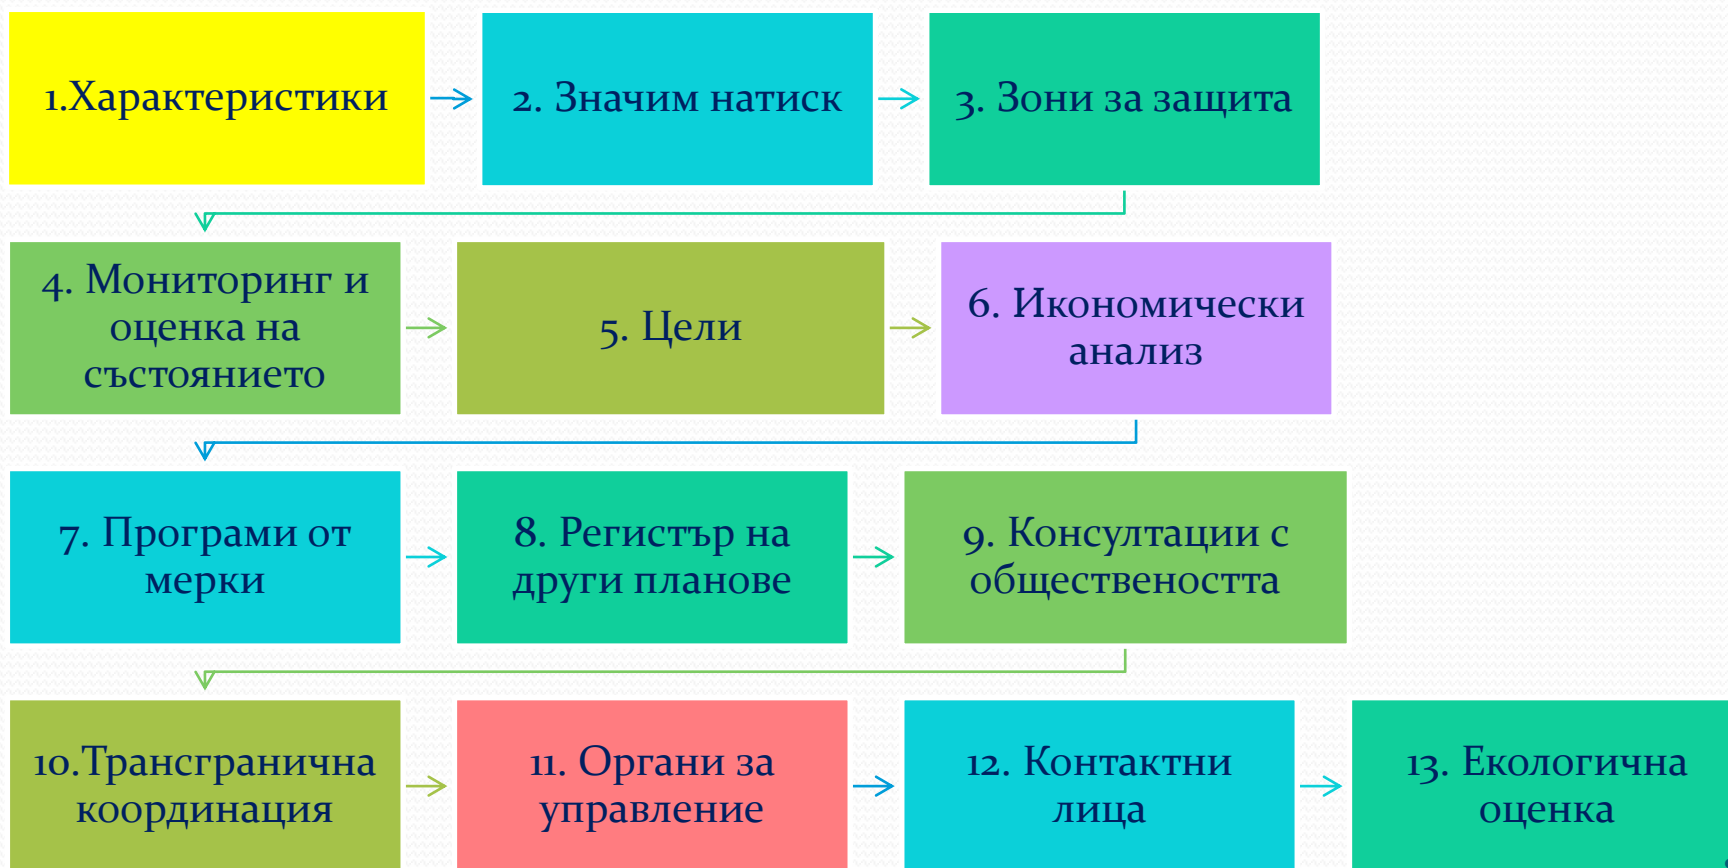 1.Характеристики
2. Значим натиск
3. Зони за защита
4. Мониторинг и
оценка на
състоянието
5. Цели
6. Икономически
анализ
7. Програми от
мерки
8. Регистър на
други планове
9. Консултации с
обществеността
10.Трансгранична
координация
11. Органи за
управление
12. Контактни
лица
13. Екологична
оценка